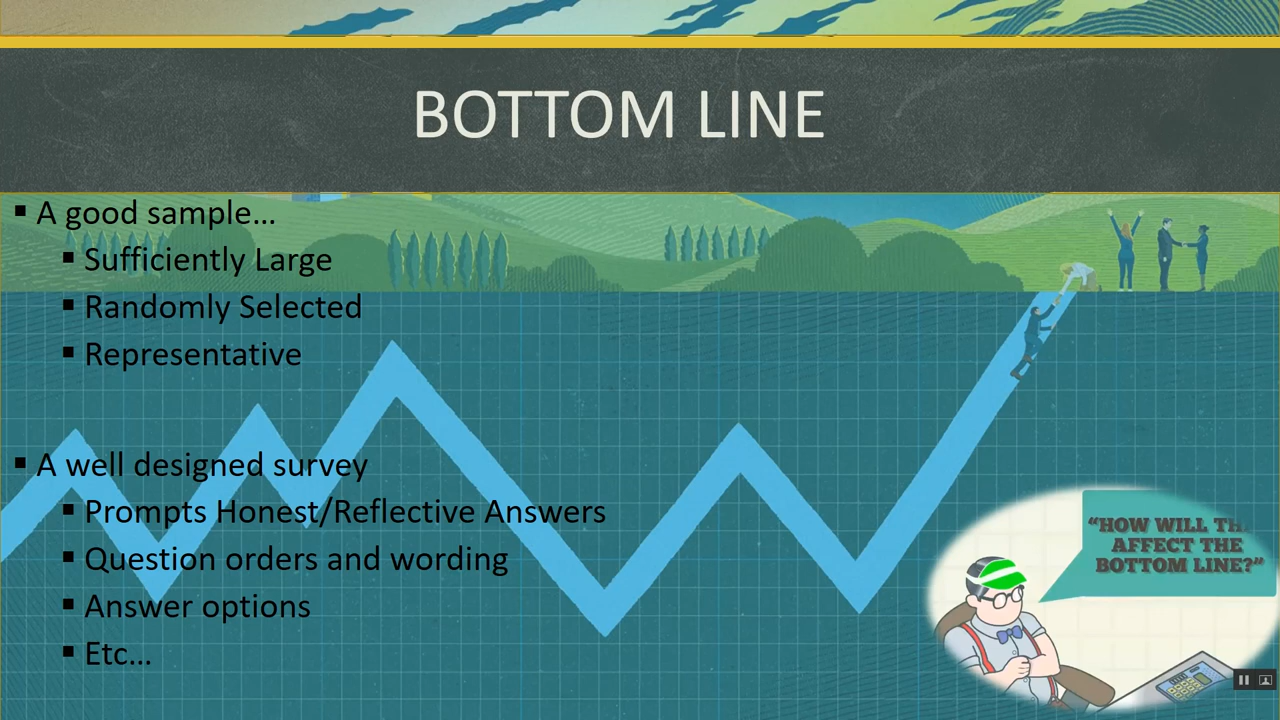 BOTTOM LINE
▪ A good sample…
▪ Sufficiently Large
▪ Randomly Selected
▪ Representative
▪ A well designed survey
▪ Prompts Honest/Reflective Answers
▪ Question orders and wording
▪ Answer options
▪ Etc…
“HOW WILL
AFFECT THE
BOTTOM LINE?”